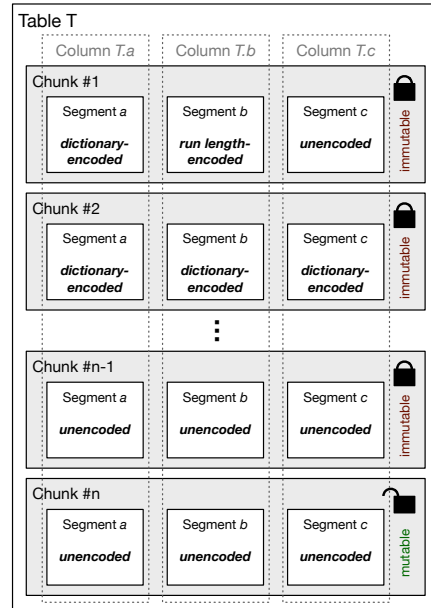 Table T
Column T.a Column T.b Column T.c
Chunk #1
Segment a Segment b Segment c
dictionary- run length- unencoded
encoded encoded
immutable
Chunk #2
Segment a Segment b Segment c
dictionary- dictionary- dictionary-
encoded encoded encoded
immutable
Chunk #n-1
Segment a Segment b Segment c
unencoded unencoded unencoded
immutable
Chunk #n
Segment a Segment b Segment c
unencoded unencoded unencoded
mutable